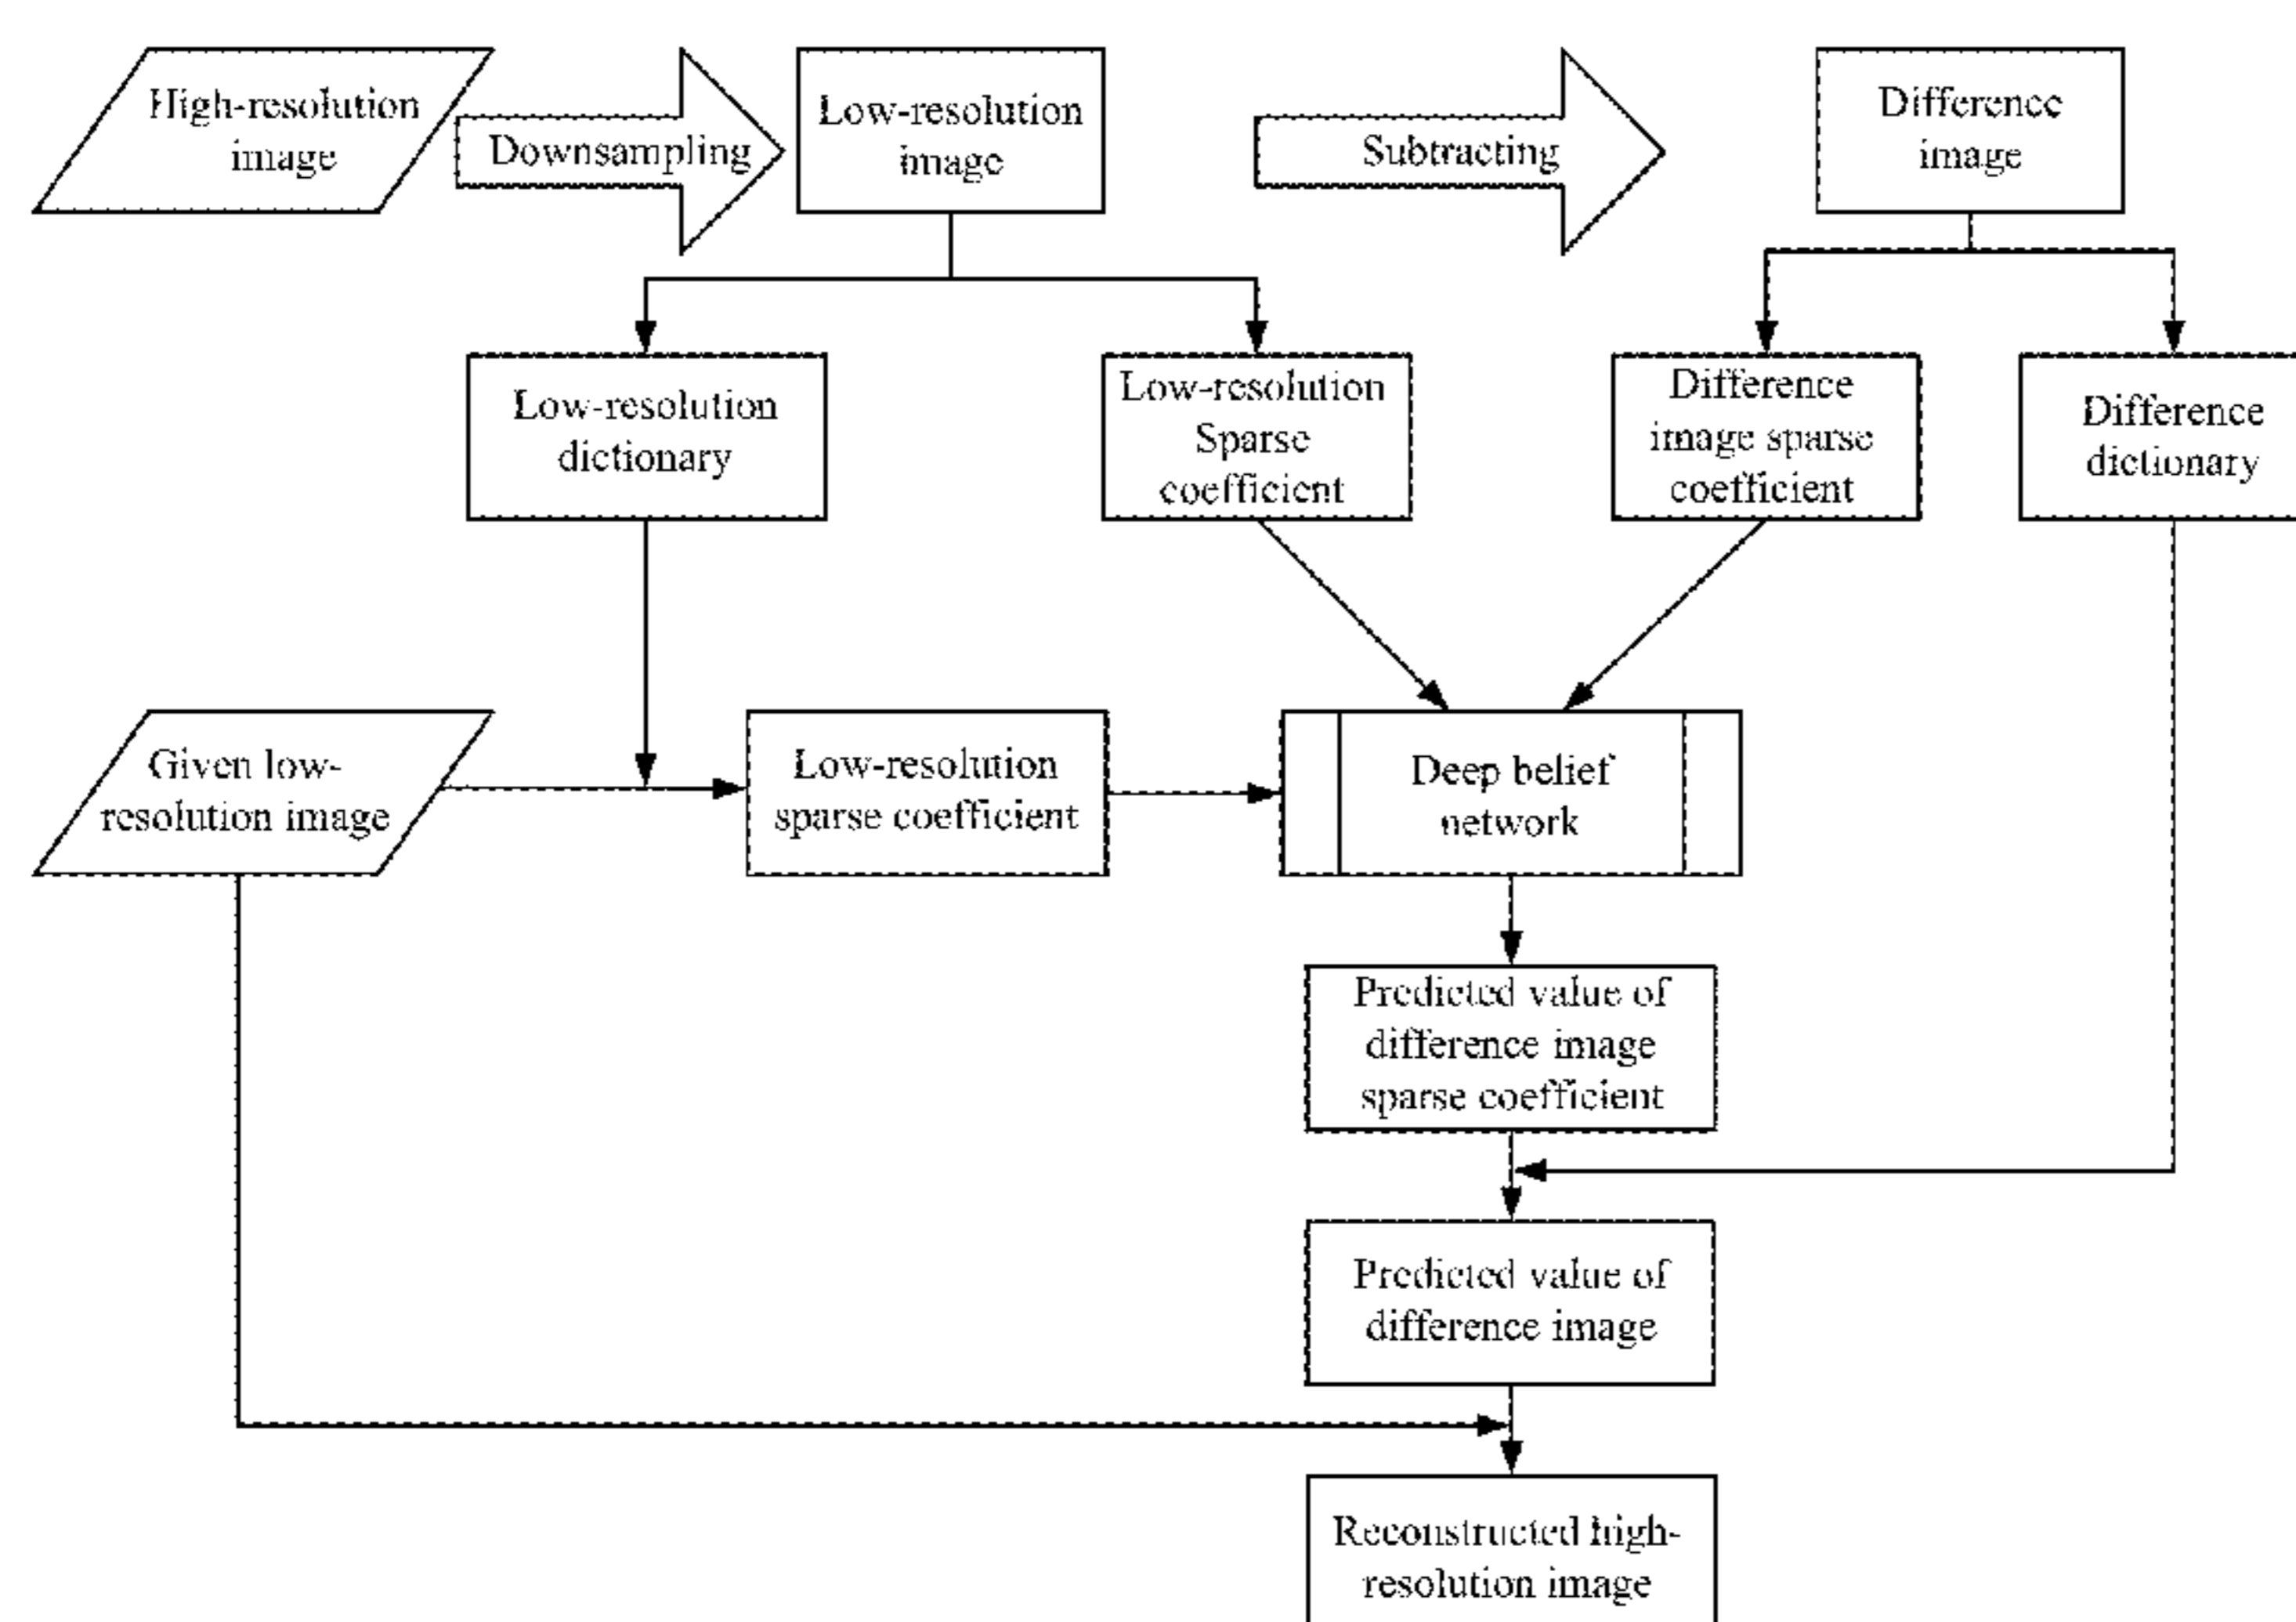 High-resolution
image
Downsampling
Low-resolution
image
Subtracting
Difference
image
Low-resolution
dictionary
Low-resolution
Sparse
coefficient
Difference
image sparse
coefficient
Difference
dictionary
Given low-
resolution image
Low-resolution
sparse coefficient
Deep belief
network
Predicted value of
difference image
sparse coefficient
Predicted value of
difference image
Reconstructed high-
resolution image